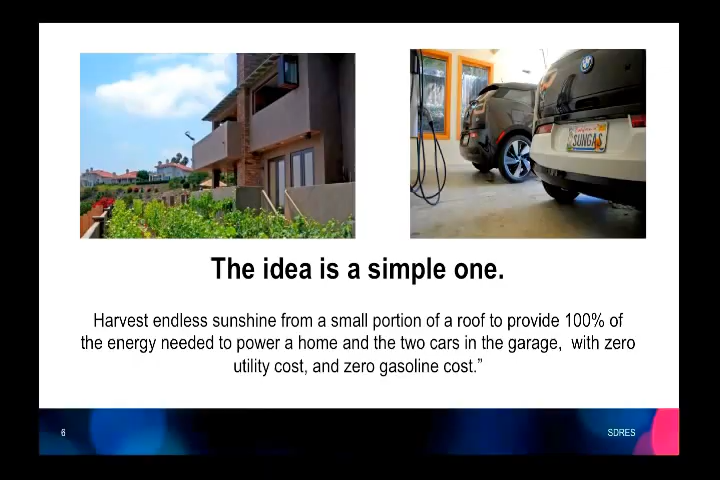 SUNGAS
The idea is a simple one.
Harvest endless sunshine from a small portion of a roof to provide 100% of
the energy needed to power a home and the two cars in the garage, with zero
utility cost, and zero gasoline cost.”
6
SDRES